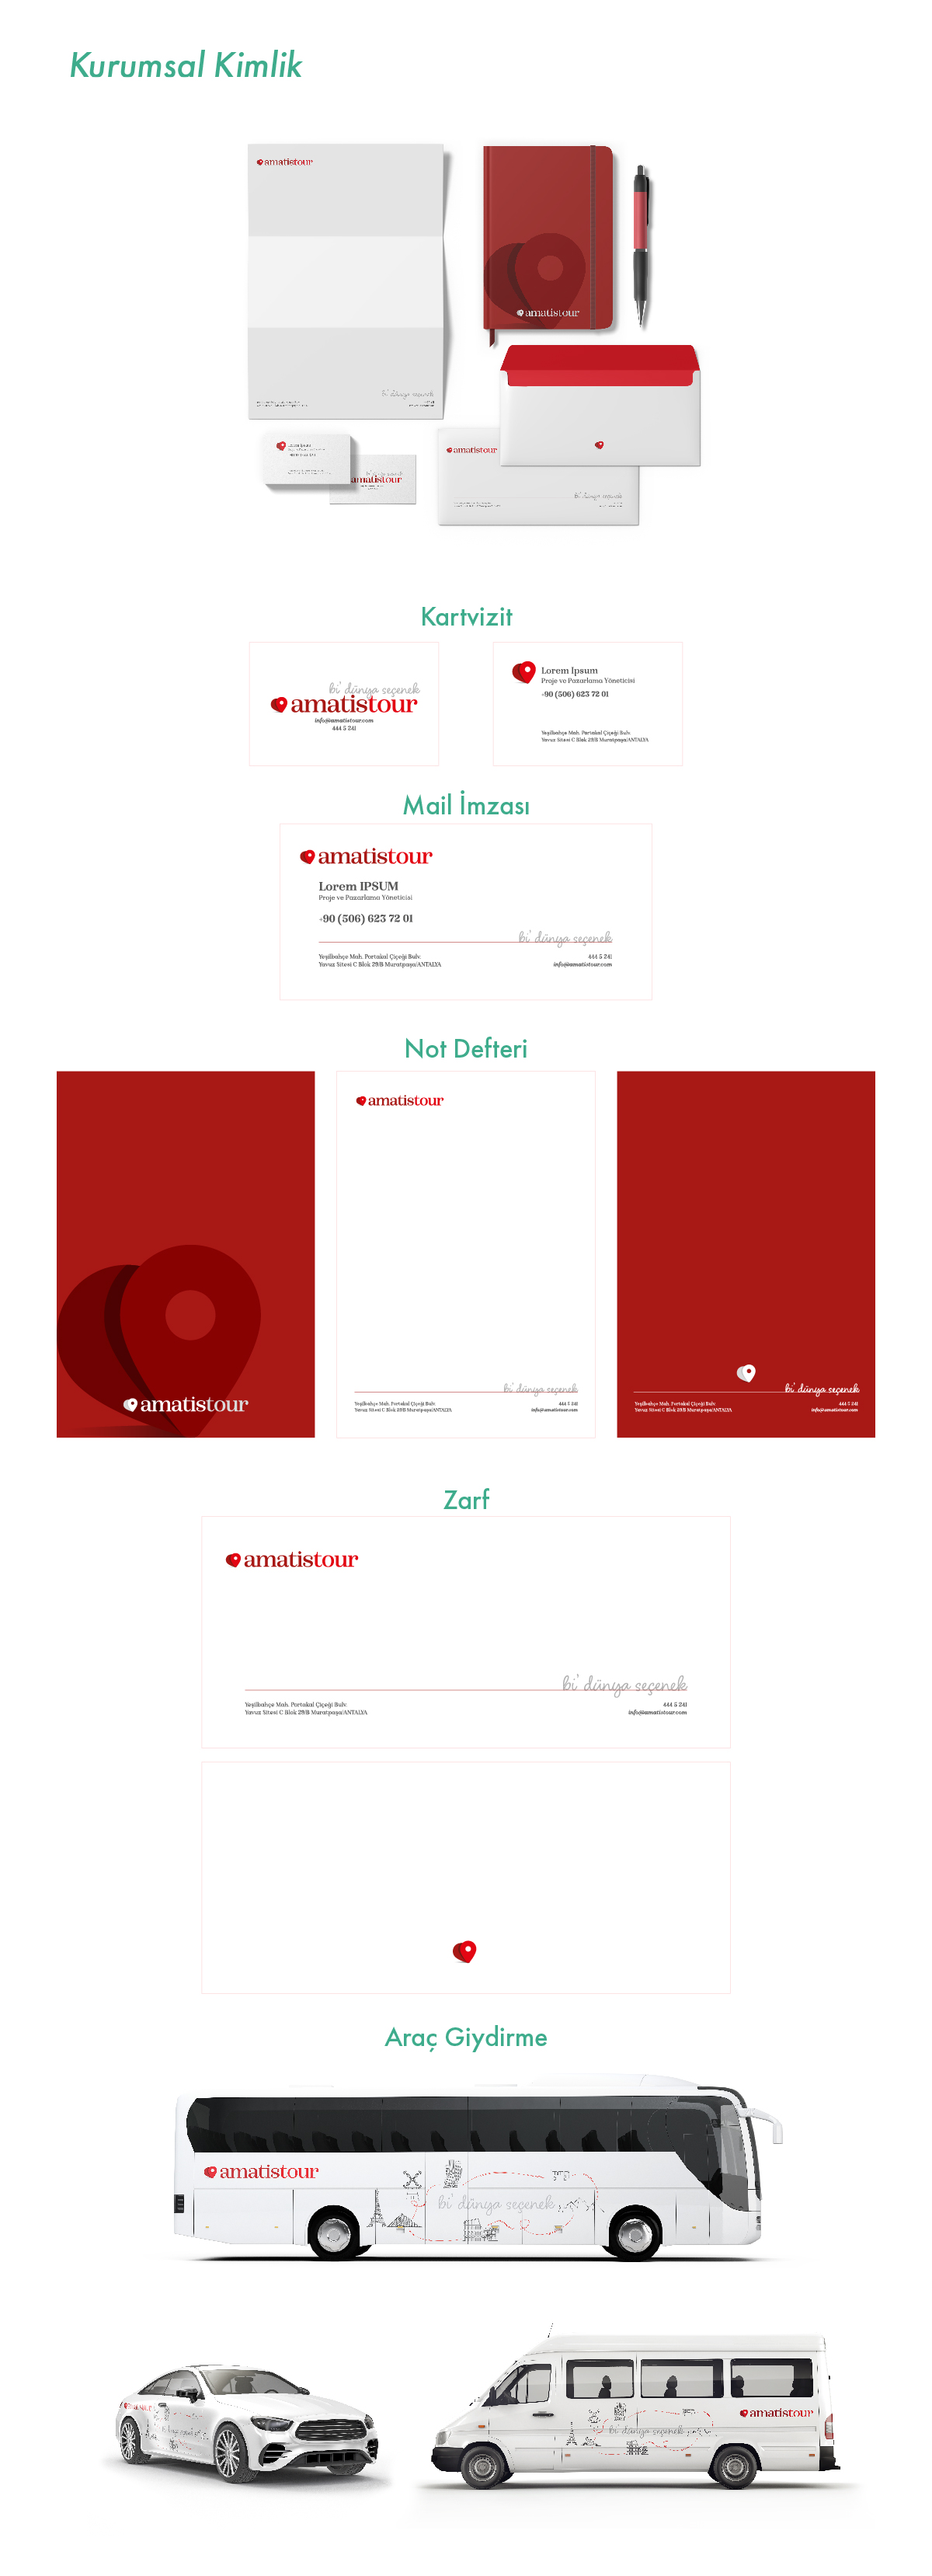 Kurumsal Kimlik
amatistour
amatistour
bi' dünya seçenek
amatistour
amatistour
bi' dünya seçenek
Kartvizit
bi' dünya seçenek
amatistour
info@amatistour.com
444 5 241
Lorem Ipsum
Proje ve Pazarlama Yöneticisi
+90 (506) 623 72 01
Yeşilbahçe Mah. Portakal Çiçeği Bulv.
Yavuz Sitesi C Blok 29/B Muratpaşa/ANTALYA
Mail İmzası
amatistour
Lorem IPSUM
Proje ve Pazarlama Yöneticisi
+90 (506) 623 72 01
bi' dünya seçenek
Yeşilbahçe Mah. Portakal Çiçeği Bulv.
444 5 241
Yavuz Sitesi C Blok 29/B Muratpaşa/ANTALYA
info@amatistour.com
Not Defteri
amatistour
amatistour
bi' dünya seçenek
Yeşilbahçe Mah. Portakal Çiçeği Bulv.
444 5 241
Yavuz Sitesi C Blok 29/B Muratpaşa/ANTALYA
info@amatistour.com
bi' dünya seçenek
Yeşilbahçe Mah. Portakal Çiçeği Bulv.
444 5 241
Yavuz Sitesi C Blok 29/B Muratpaşa/ANTALYA
info@amatistour.com
Zarf
amatistour
bi' dünya seçenek
Yeşilbahçe Mah. Portakal Çiçeği Bulv.
444 5 241
Yavuz Sitesi C Blok 29/B Muratpaşa/ANTALYA
info@amatistour.com
Araç Giydirme
amatistour
bi' dünya seçenek
amatistour
bi' dünya seçenek